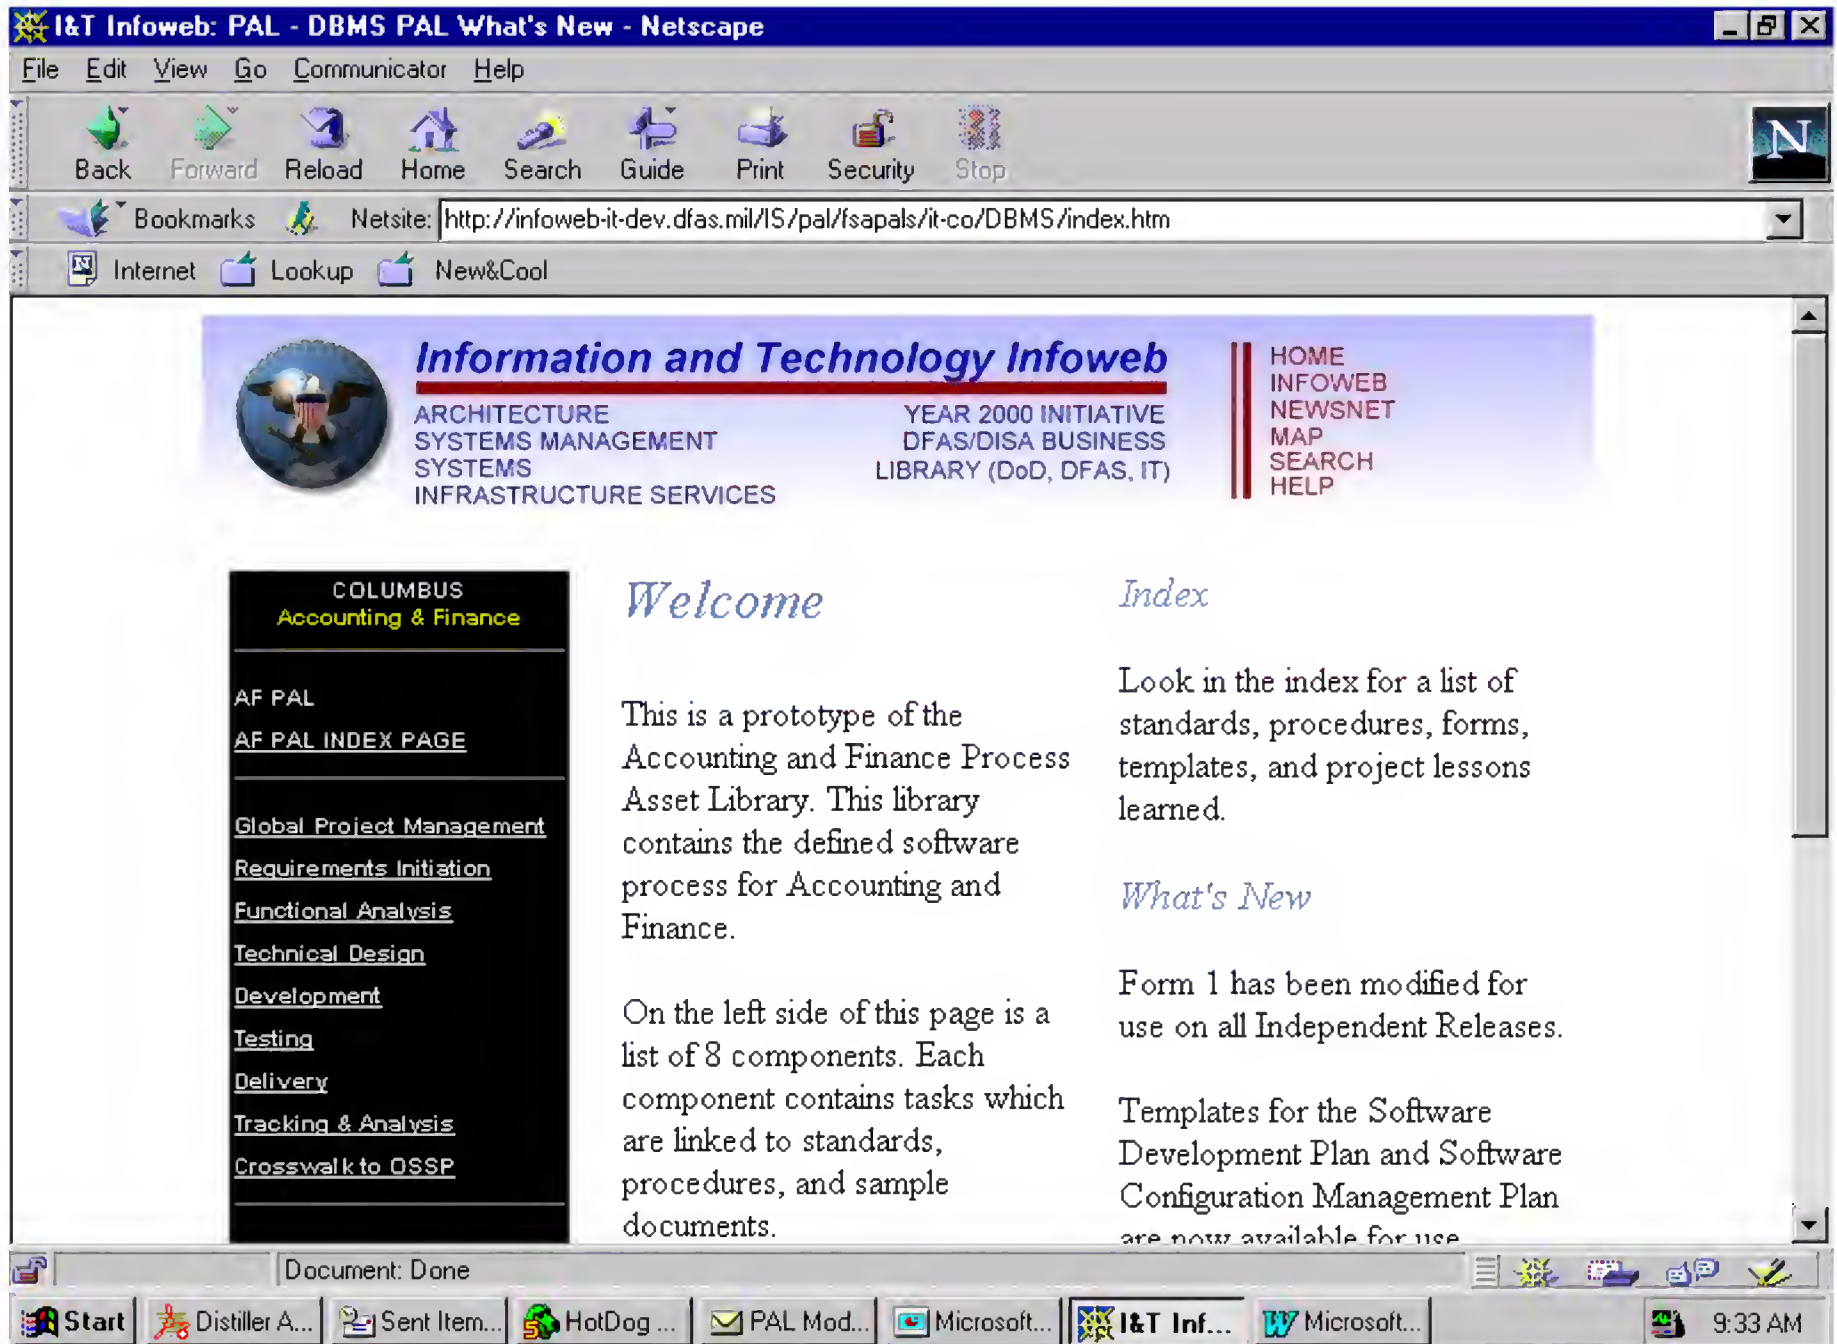 I&T Infoweb: PAL - DBMS PAL What's New - Netscape
File Edit View Go Communicator Help
Back Forward Reload Home Search Guide Print Security Stop
N
Bookmarks Netsite: http://infoweb-it-dev.dfas.mil/IS/pal/fsapals/it-co/DBMS/index.htm
Internet Lookup New&Cool
Information and Technology Infoweb
ARCHITECTURE
SYSTEMS MANAGEMENT
SYSTEMS
INFRASTRUCTURE SERVICES
YEAR 2000 INITIATIVE
DFAS/DISA BUSINESS
LIBRARY (DoD, DFAS, IT)
HOME
INFOWEB
NEWSNET
MAP
SEARCH
HELP
COLUMBUS
Accounting & Finance
AF PAL
AF PAL INDEX PAGE
Global Project Management
Requirements Initiation
Functional Analysis
Technical Design
Development
Testing
Delivery
Tracking & Analysis
Crosswalk to OSSP
Welcome
This is a prototype of the
Accounting and Finance Process
Asset Library. This library
contains the defined software
process for Accounting and
Finance.
On the left side of this page is a
list of 8 components. Each
component contains tasks which
are linked to standards,
procedures, and sample
documents.
Index
Look in the index for a list of
standards, procedures, forms,
templates, and project lessons
learned.
What's New
Form 1 has been modified for
use on all Independent Releases.
Templates for the Software
Development Plan and Software
Configuration Management Plan
are now available for use
Document: Done
Start Distiller A... Sent Item... HotDog ... PAL Mod... Microsoft... I&T Inf... Microsoft... 9:33 AM